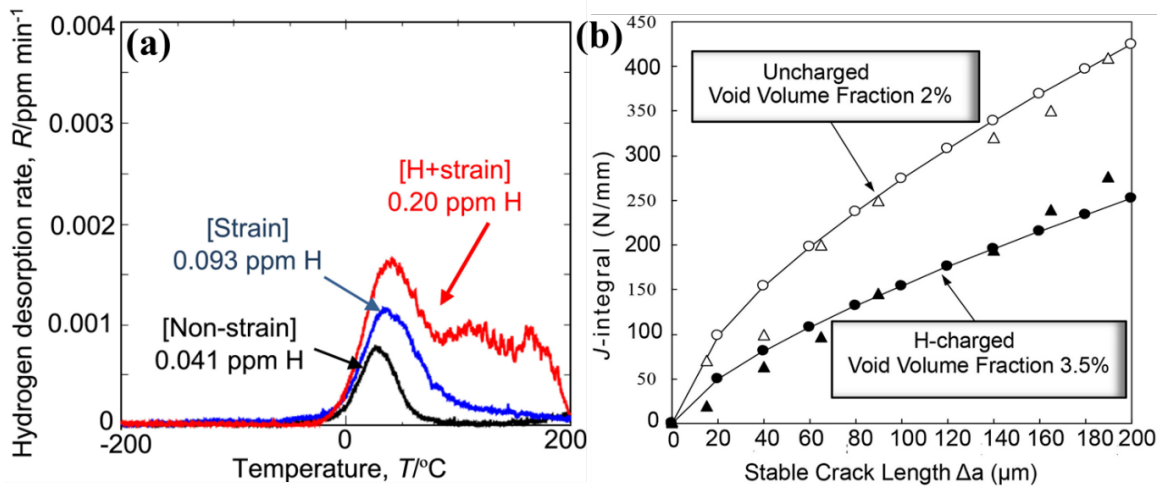 (a)
Hydrogen desorption rate, R/ppm min⁻¹
0.004
0.003
0.002
0.001
0
[H+strain]
0.20 ppm H
[Strain]
0.093 ppm H
[Non-strain]
0.041 ppm H
-200 0 200
Temperature, T/°C
(b)
J-integral (N/mm)
450
400
350
300
250
200
150
100
50
0
Uncharged
Void Volume Fraction 2%
H-charged
Void Volume Fraction 3.5%
0 20 40 60 80 100 120 140 160 180 200
Stable Crack Length Δa (µm)